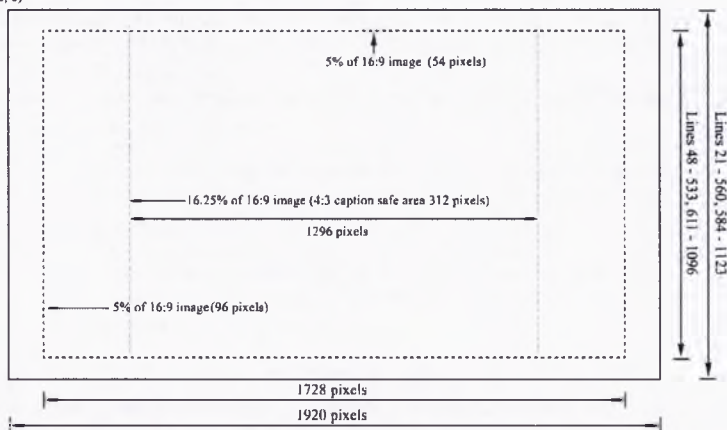 5% of 16:9 image (54 pixels)
16.25% of 16:9 image (4:3 caption safe area 312 pixels)
1296 pixels
5% of 16:9 image (96 pixels)
1728 pixels
1920 pixels
Lines 48 - 533, 611 - 1096
Lines 21 - 560, 584 - 1123